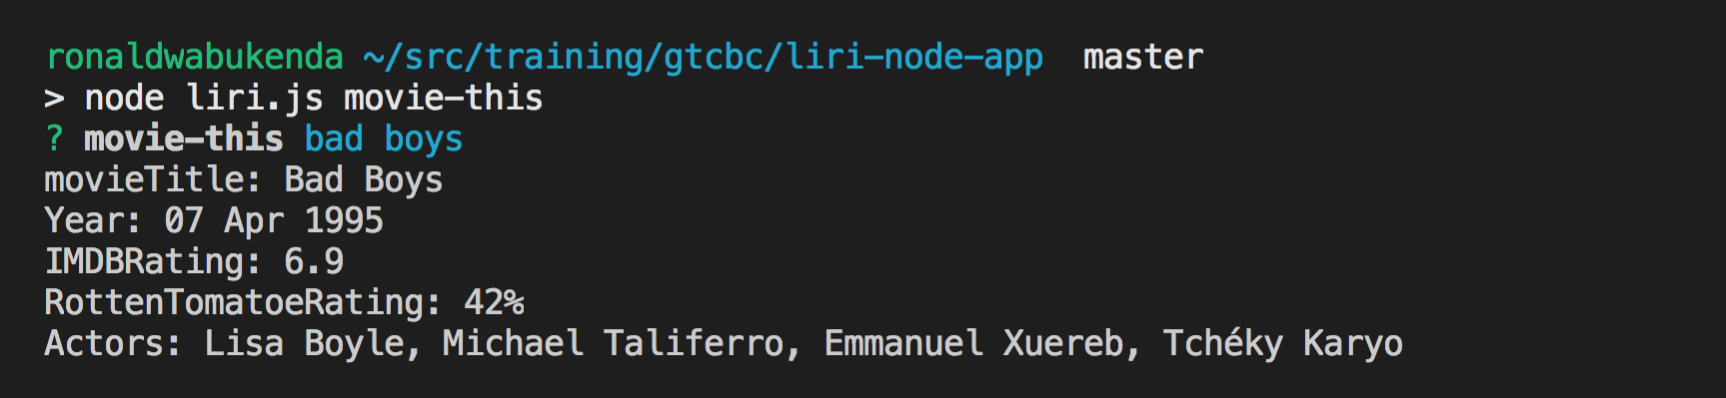 ronaldwabukenda ~/src/training/gtcbc/liri-node-app  master
> node liri.js movie-this
? movie-this bad boys
movieTitle: Bad Boys
Year: 07 Apr 1995
IMDBRating: 6.9
RottenTomatoeRating: 42%
Actors: Lisa Boyle, Michael Taliferro, Emmanuel Xuereb, Tchéky Karyo